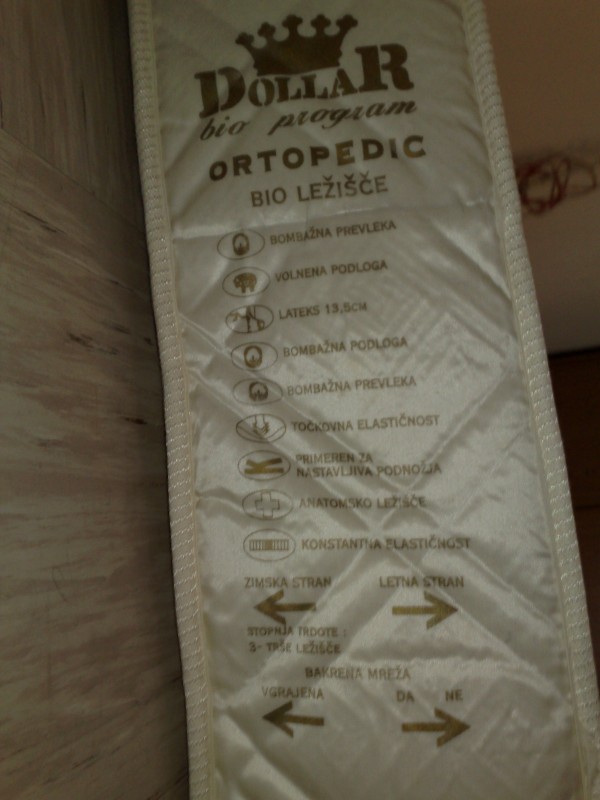 DOLLAR
bio program
ORTOPEDIC
BIO LEŽIŠČE
BOMBAŽNA PREVLEKA
VOLNENA PODLOGA
LATEKS 13,5CM
BOMBAŽNA PODLOGA
BOMBAŽNA PREVLEKA
TOČKOVNA ELASTIČNOST
PRIMEREN ZA
NASTAVLJIVA PODNOŽJA
ANATOMSKO LEŽIŠČE
KONSTANTNA ELASTIČNOST
ZIMSKA STRAN LETNA STRAN
STOPNJA TRDOTE :
3- TRŠE LEŽIŠČE
BAKRENA MREŽA
VGRAJENA DA NE